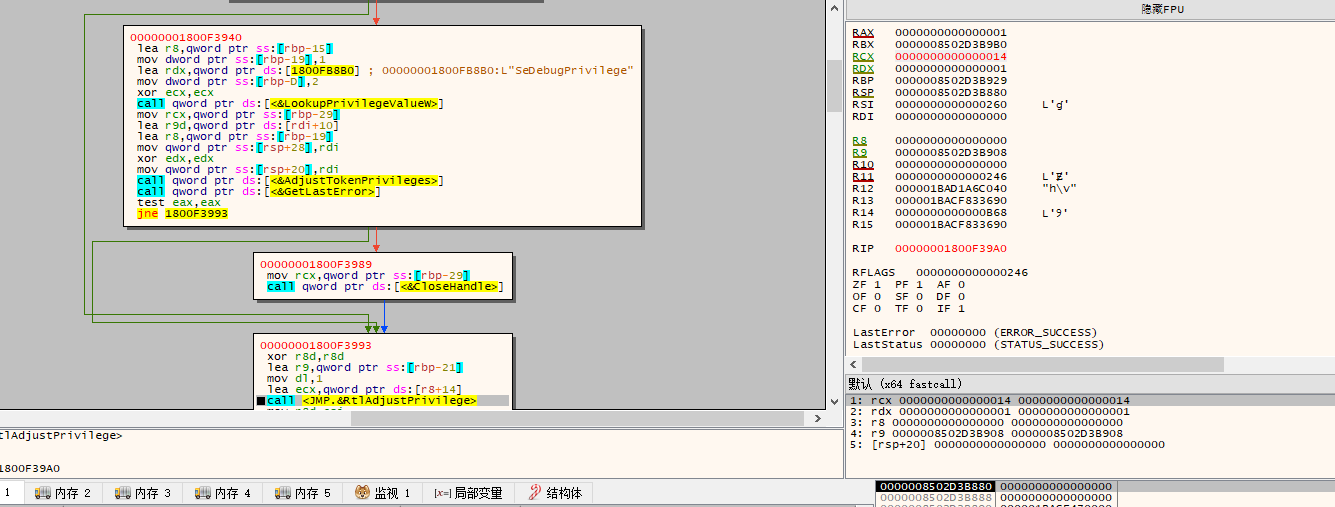 00000001800F3940
lea r8,qword ptr ss:[rbp-15]
mov dword ptr ss:[rbp-19],1
lea rdx,qword ptr ds:[1800FB8B0] ; 00000001800FB8B0:L"SeDebugPrivilege"
mov dword ptr ss:[rbp-D],2
xor ecx,ecx
call qword ptr ds:[<&LookupPrivilegeValueW>]
mov rcx,qword ptr ss:[rbp-29]
lea r9d,qword ptr ds:[rdi+10]
lea r8,qword ptr ss:[rbp-19]
mov qword ptr ss:[rsp+28],rdi
xor edx,edx
mov qword ptr ss:[rsp+20],rdi
call qword ptr ds:[<&AdjustTokenPrivileges>]
call qword ptr ds:[<&GetLastError>]
test eax,eax
jne 1800F3993
00000001800F3989
mov rcx,qword ptr ss:[rbp-29]
call qword ptr ds:[<&CloseHandle>]
00000001800F3993
xor r8d,r8d
lea r9,qword ptr ss:[rbp-21]
mov dl,1
lea ecx,qword ptr ds:[r8+14]
call <JMP.&RtlAdjustPrivilege>
tlAdjustPrivilege>
1800F39A0
隐藏FPU
RAX 0000000000000001
RBX 0000008502D3B9B0
RCX 0000000000000014
RDX 0000000000000001
RBP 0000008502D3B929
RSP 0000008502D3B880
RSI 0000000000000260 L'ɠ'
RDI 0000000000000000
R8 0000000000000000
R9 0000008502D3B908
R10 0000000000000000
R11 0000000000000246 L'Ɇ'
R12 000001BAD1A6C040 "h\v"
R13 000001BACF833690
R14 0000000000000B68
R15 000001BACF833690
RIP 00000001800F39A0
RFLAGS 0000000000000246
ZF 1 PF 1 AF 0
OF 0 SF 0 DF 0
CF 0 TF 0 IF 1
LastError 00000000 (ERROR_SUCCESS)
LastStatus 00000000 (STATUS_SUCCESS)
默认 (x64 fastcall)
1: rcx 0000000000000014 0000000000000014
2: rdx 0000000000000001 0000000000000001
3: r8 0000000000000000 0000000000000000
4: r9 0000008502D3B908 0000008502D3B908
5: [rsp+20] 0000000000000000 0000000000000000
1 内存 2 内存 3 内存 4 内存 5 监视 1 [x=] 局部变量 结构体
0000008502D3B880 0000000000000000
0000008502D3B888 0000000000000000